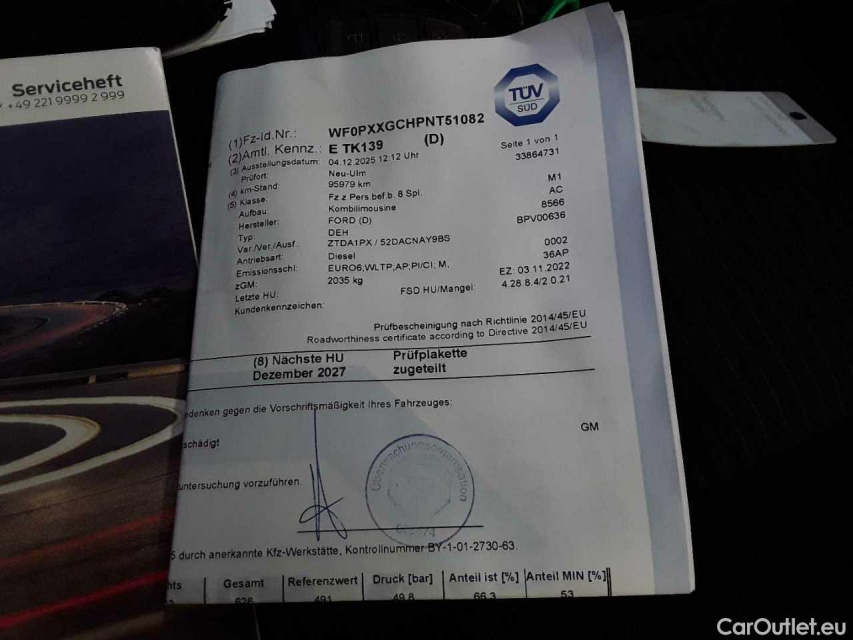 Serviceheft
+49 221 9999 2 999
TÜV
SÜD
(1)Fz-Id.Nr.: WF0PXXGCHPNT51082
(2)Amtl. Kennz.: E TK139 (D) Seite 1 von 1
(3) Ausstellungsdatum: 04.12.2025 12:12 Uhr 33864731
Prüfort: Neu-Ulm
(4) km-Stand: 95979 km M1
(5) Klasse: Fz z.Pers.bef.b. 8 Spl. AC
Aufbau: Kombilimousine 8566
Hersteller: FORD (D) BPV00636
Typ: DEH
Var./Ver./Ausf.: ZTDA1PX / 52DACNAY9BS 0002
Antriebsart: Diesel 36AP
Emissionsschl.: EURO6;WLTP;AP;PI/CI; M, EZ: 03.11.2022
zGM: 2035 kg FSD.HU/Mangel: 4.28.8.4/2.0.21
Letzte HU:
Kundenkennzeichen:
Prüfbescheinigung nach Richtlinie 2014/45/EU
Roadworthiness certificate according to Directive 2014/45/EU
(8) Nächste HU Prüfplakette
Dezember 2027 zugeteilt
edenken gegen die Vorschriftsmäßigkeit Ihres Fahrzeuges:
schädigt GM
untersuchung vorzuführen.
Überwachungsorganisation
5 durch anerkannte Kfz-Werkstätte, Kontrollnummer BY-1-01-2730-63.
hts Gesamt Referenzwert Druck [bar] Anteil ist [%] Anteil MIN [%]
626 491 49.8 66.3 53
CarOutlet.eu